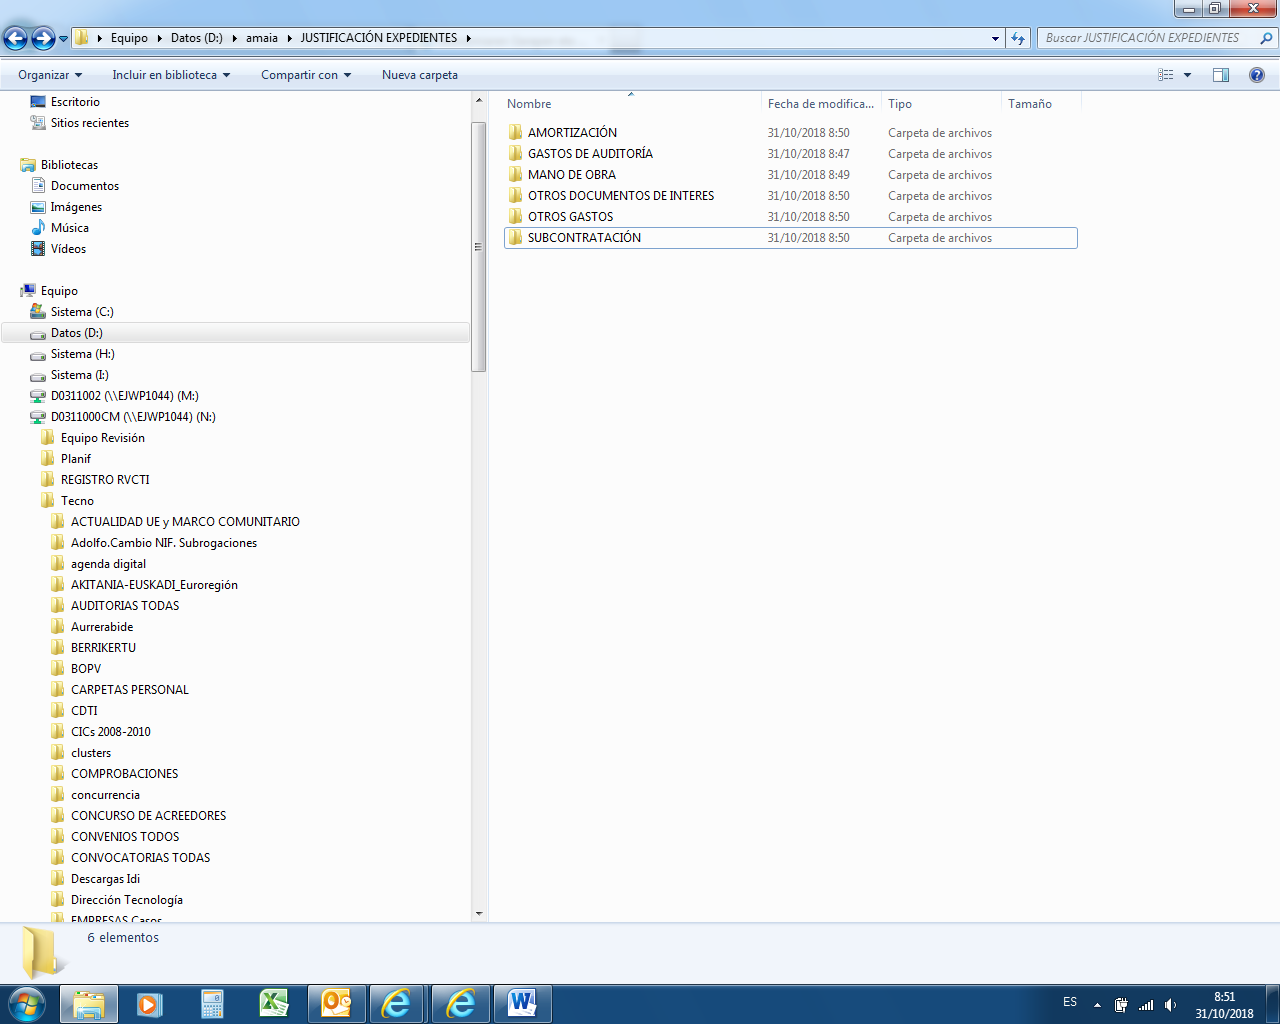 Equipo Datos (D:) amaia JUSTIFICACIÓN EXPEDIENTES
Buscar JUSTIFICACIÓN EXPEDIENTES
Organizar Incluir en biblioteca Compartir con Nueva carpeta
Escritorio
Sitios recientes
Bibliotecas
Documentos
Imágenes
Música
Vídeos
Equipo
Sistema (C:)
Datos (D:)
Sistema (H:)
Sistema (I:)
D0311002 (\\EJWP1044) (M:)
D0311000CM (\\EJWP1044) (N:)
Equipo Revisión
Planif
REGISTRO RVCTI
Tecno
ACTUALIDAD UE y MARCO COMUNITARIO
Adolfo.Cambio NIF. Subrogaciones
agenda digital
AKITANIA-EUSKADI_Euroregión
AUDITORIAS TODAS
Aurrerabide
BERRIKERTU
BOPV
CARPETAS PERSONAL
CDTI
CICs 2008-2010
clusters
COMPROBACIONES
concurrencia
CONCURSO DE ACREEDORES
CONVENIOS TODOS
CONVOCATORIAS TODAS
Descargas Idi
Dirección Tecnología
EMPRESAS Casos
Nombre Fecha de modifica... Tipo Tamaño
AMORTIZACIÓN 31/10/2018 8:50 Carpeta de archivos
GASTOS DE AUDITORÍA 31/10/2018 8:47 Carpeta de archivos
MANO DE OBRA 31/10/2018 8:49 Carpeta de archivos
OTROS DOCUMENTOS DE INTERES 31/10/2018 8:50 Carpeta de archivos
OTROS GASTOS 31/10/2018 8:50 Carpeta de archivos
SUBCONTRATACIÓN 31/10/2018 8:50 Carpeta de archivos
6 elementos
ES
8:51
31/10/2018